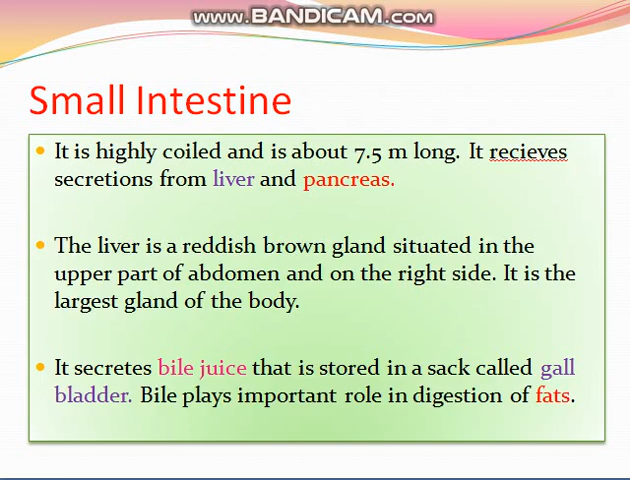 www.BANDICAM.com
Small Intestine
It is highly coiled and is about 7.5 m long. It recieves
secretions from liver and pancreas.
The liver is a reddish brown gland situated in the
upper part of abdomen and on the right side. It is the
largest gland of the body.
It secretes bile juice that is stored in a sack called gall
bladder. Bile plays important role in digestion of fats.